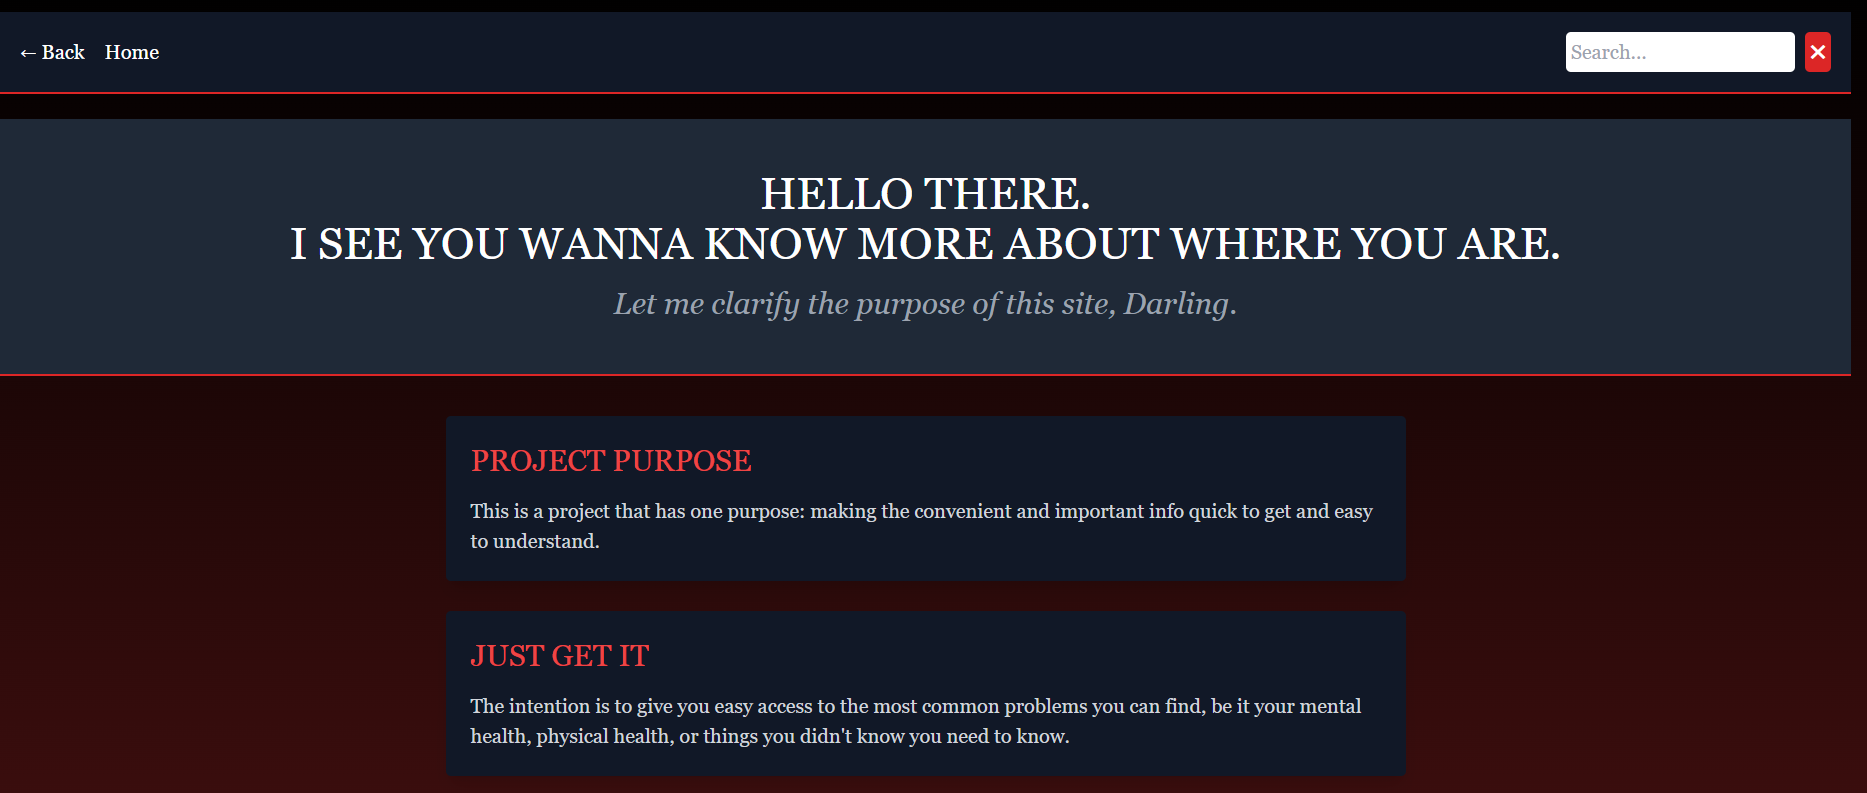 ← Back Home Search... ✕
HELLO THERE.
I SEE YOU WANNA KNOW MORE ABOUT WHERE YOU ARE.
Let me clarify the purpose of this site, Darling.
PROJECT PURPOSE
This is a project that has one purpose: making the convenient and important info quick to get and easy
to understand.
JUST GET IT
The intention is to give you easy access to the most common problems you can find, be it your mental
health, physical health, or things you didn't know you need to know.